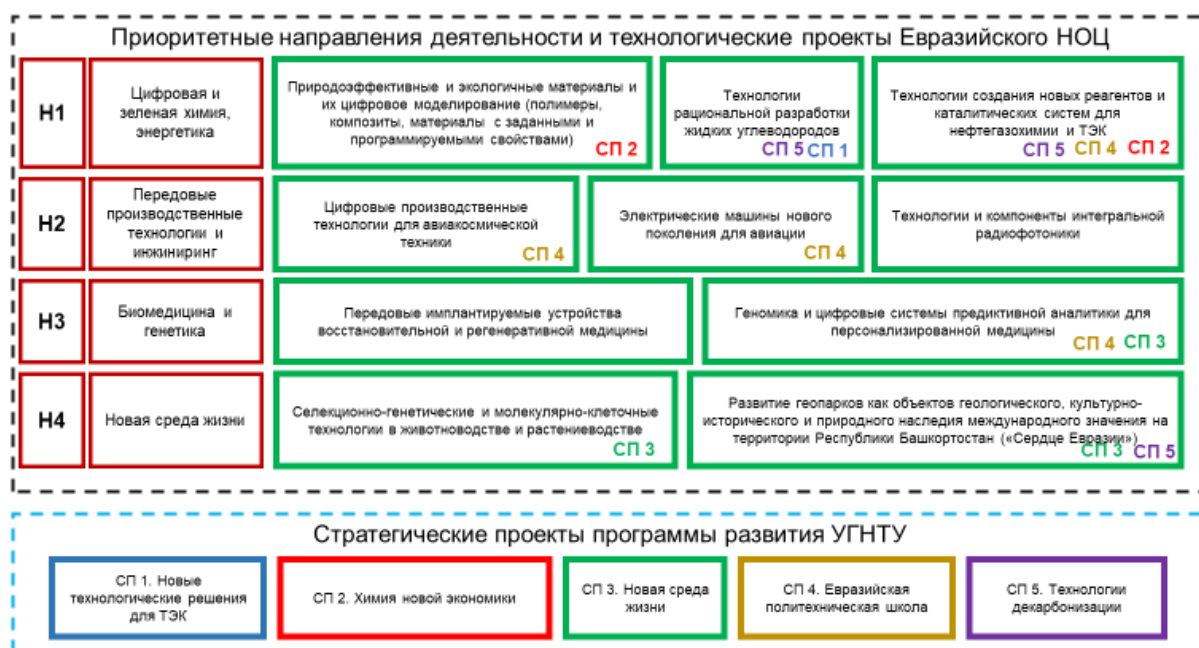 Приоритетные направления деятельности и технологические проекты Евразийского НОЦ
Н1
Цифровая и
зеленая химия,
энергетика
Природоэффективные и экологичные материалы и
их цифровое моделирование (полимеры,
композиты, материалы с заданными и
программируемыми свойствами)
СП 2
Технологии
рациональной разработки
жидких углеводородов
СП 5 СП 1
Технологии создания новых реагентов и
каталитических систем для
нефтегазохимии и ТЭК
СП 5 СП 4 СП 2
Н2
Передовые
производственные
технологии и
инжиниринг
Цифровые производственные
технологии для авиакосмической
техники
СП 4
Электрические машины нового
поколения для авиации
СП 4
Технологии и компоненты интегральной
радиофотоники
Н3
Биомедицина и
генетика
Передовые имплантируемые устройства
восстановительной и регенеративной медицины
Геномика и цифровые системы предиктивной аналитики для
персонализированной медицины
СП 4 СП 3
Н4
Новая среда жизни
Селекционно-генетические и молекулярно-клеточные
технологии в животноводстве и растениеводстве
СП 3
Развитие геопарков как объектов геологического, культурно-
исторического и природного наследия международного значения на
территории Республики Башкортостан («Сердце Евразии»)
СП 3 СП 5
Стратегические проекты программы развития УГНТУ
СП 1. Новые
технологические решения
для ТЭК
СП 2. Химия новой экономики
СП 3. Новая среда
жизни
СП 4. Евразийская
политехническая школа
СП 5. Технологии
декарбонизации